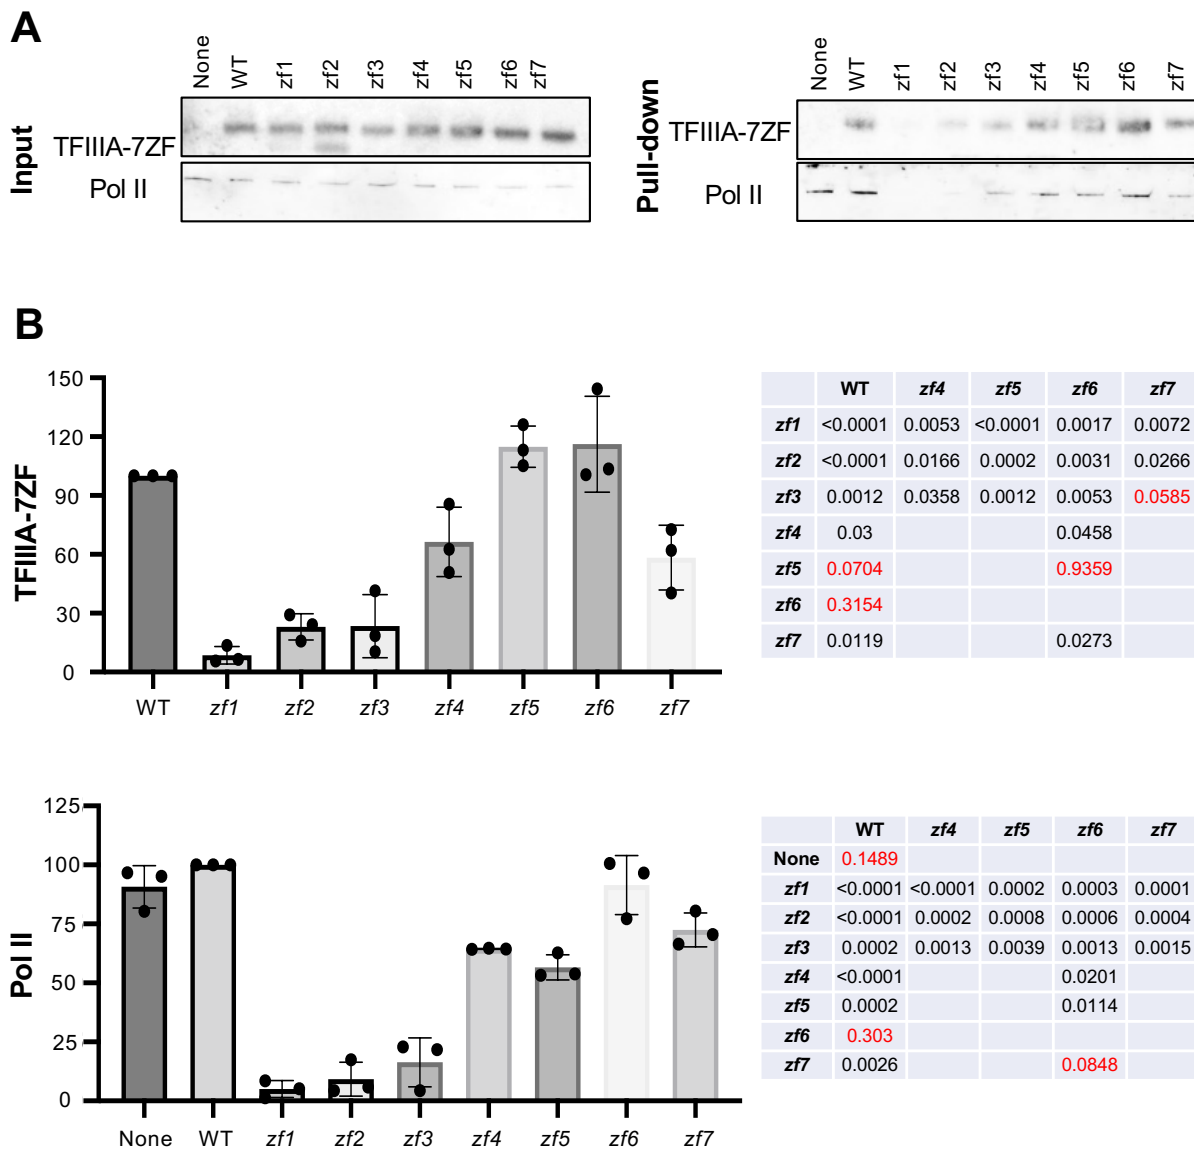 A
None WT zf1 zf2 zf3 zf4 zf5 zf6 zf7
Input
TFIIIA-7ZF
Pol II
None WT zf1 zf2 zf3 zf4 zf5 zf6 zf7
Pull-down
TFIIIA-7ZF
Pol II
B
TFIIIA-7ZF
150
120
90
60
30
0
WT zf1 zf2 zf3 zf4 zf5 zf6 zf7
WT zf4 zf5 zf6 zf7
zf1 <0.0001 0.0053 <0.0001 0.0017 0.0072
zf2 <0.0001 0.0166 0.0002 0.0031 0.0266
zf3 0.0012 0.0358 0.0012 0.0053 0.0585
zf4 0.03 0.0458
zf5 0.0704 0.9359
zf6 0.3154
zf7 0.0119 0.0273
Pol II
125
100
75
50
25
0
None WT zf1 zf2 zf3 zf4 zf5 zf6 zf7
WT zf4 zf5 zf6 zf7
None 0.1489
zf1 <0.0001 <0.0001 0.0002 0.0003 0.0001
zf2 <0.0001 0.0002 0.0008 0.0006 0.0004
zf3 0.0002 0.0013 0.0039 0.0013 0.0015
zf4 <0.0001 0.0201
zf5 0.0002 0.0114
zf6 0.303
zf7 0.0026 0.0848